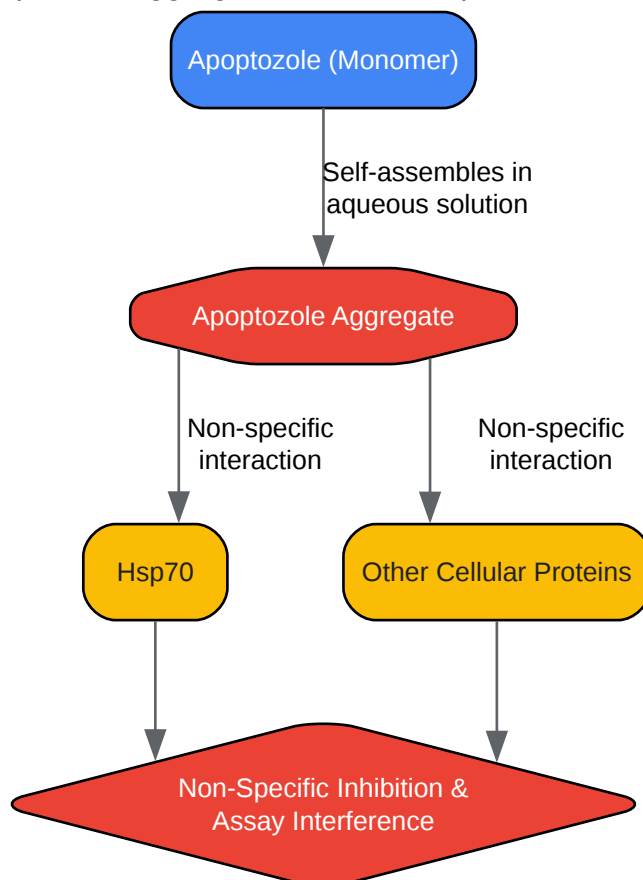 Apoptozole (Monomer)
Self-assembles in
aqueous solution
Apoptozole Aggregate
Non-specific
interaction
Non-specific
interaction
Hsp70
Other Cellular Proteins
Non-Specific Inhibition &
Assay Interference